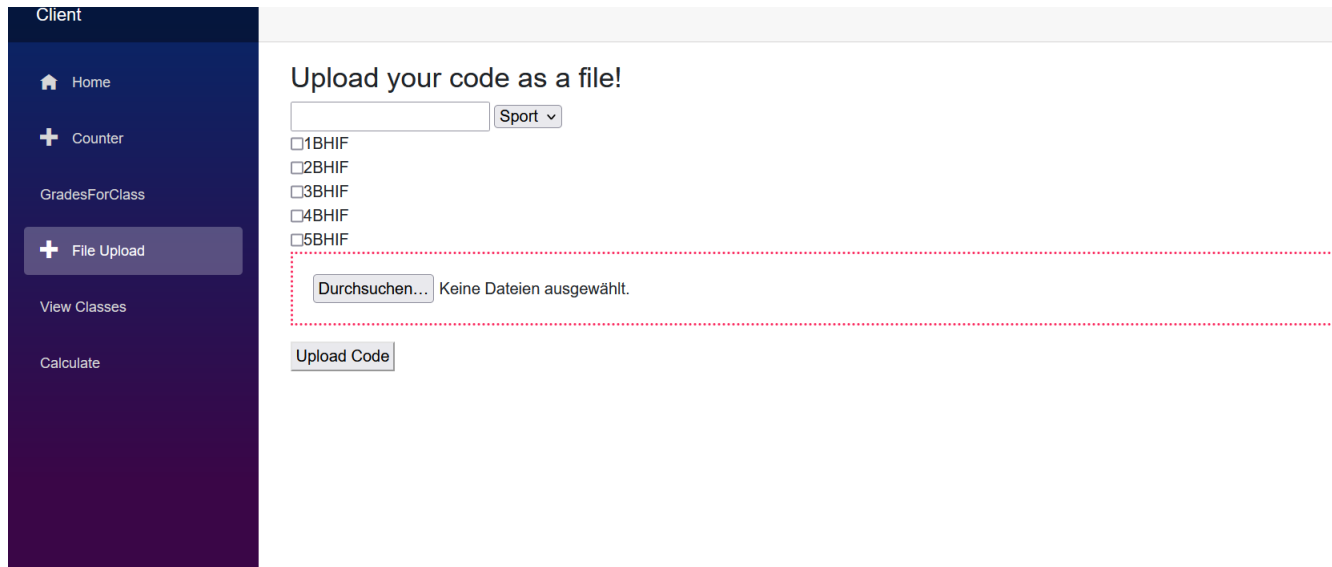 Client
Home
Counter
GradesForClass
File Upload
View Classes
Calculate
Upload your code as a file!
Sport
1BHIF
2BHIF
3BHIF
4BHIF
5BHIF
Durchsuchen… Keine Dateien ausgewählt.
Upload Code